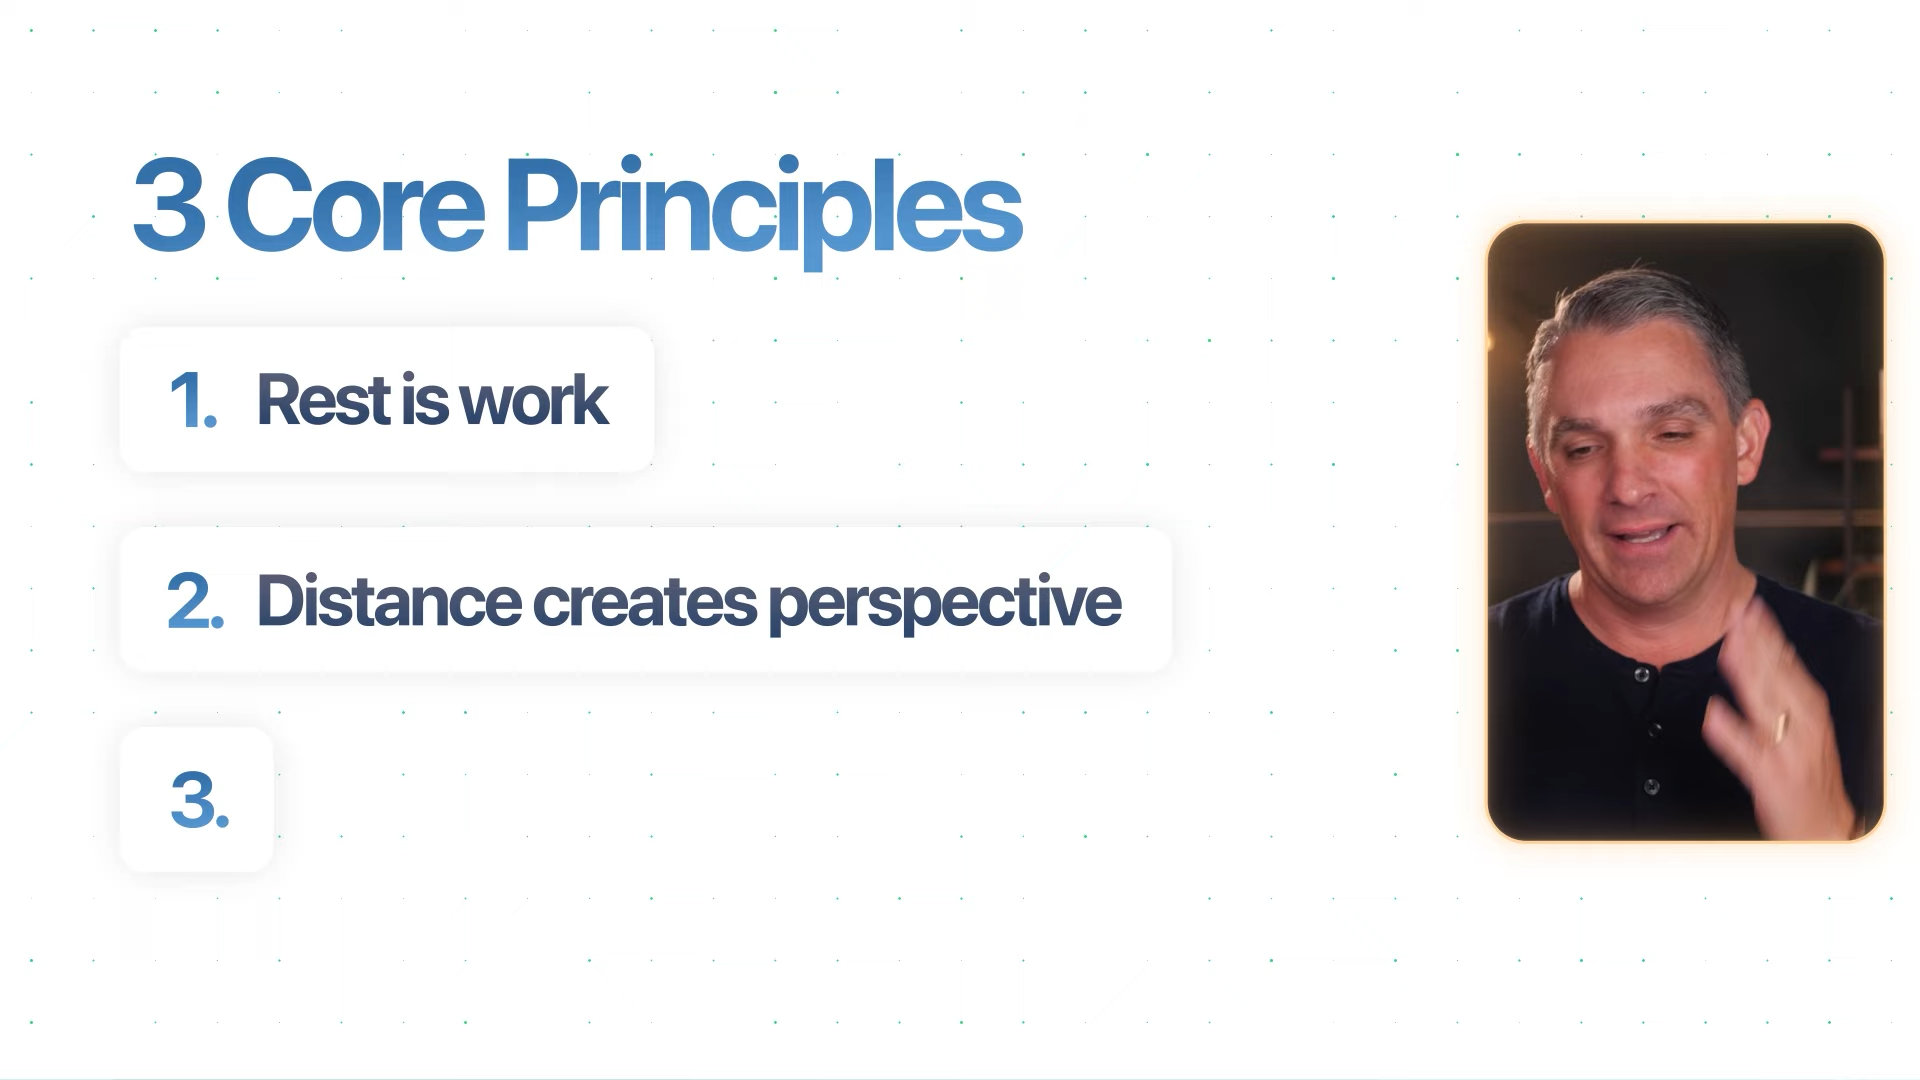 3 Core Principles
1. Rest is work
2. Distance creates perspective
3.